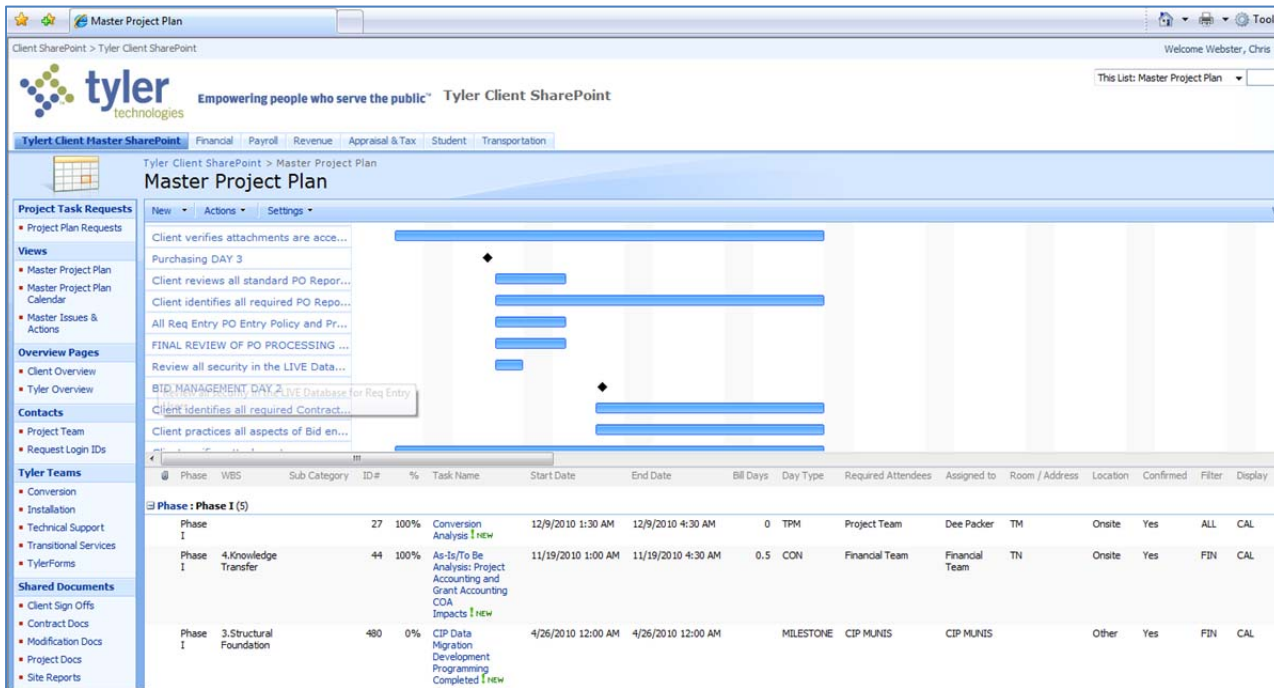 Master Project Plan
Tool
Client SharePoint > Tyler Client SharePoint
Welcome Webster, Chris
tyler
technologies
Empowering people who serve the public™
Tyler Client SharePoint
This List: Master Project Plan
Tylert Client Master SharePoint Financial Payroll Revenue Appraisal & Tax Student Transportation
Tyler Client SharePoint > Master Project Plan
Master Project Plan
New Actions Settings
Project Task Requests
Project Plan Requests
Views
Master Project Plan
Master Project Plan
Calendar
Master Issues &
Actions
Overview Pages
Client Overview
Tyler Overview
Contacts
Project Team
Request Login IDs
Tyler Teams
Conversion
Installation
Technical Support
Transitional Services
TylerForms
Shared Documents
Client Sign Offs
Contract Docs
Modification Docs
Project Docs
Site Reports
Client verifies attachments are acce...
Purchasing DAY 3
Client reviews all standard PO Repor...
Client identifies all required PO Repo...
All Req Entry PO Entry Policy and Pr...
FINAL REVIEW OF PO PROCESSING ...
Review all security in the LIVE Data...
BID MANAGEMENT DAY 2
Review all security in the LIVE Database for Req Entry
Client identifies all required Contract...
Client practices all aspects of Bid en...
Phase WBS Sub Category ID# % Task Name Start Date End Date Bill Days Day Type Required Attendees Assigned to Room / Address Location Confirmed Filter Display
Phase : Phase I (5)
Phase 27 100% Conversion 12/9/2010 1:30 AM 12/9/2010 4:30 AM 0 TPM Project Team Dee Packer TM Onsite Yes ALL CAL
I Analysis ! NEW
Phase 4.Knowledge 44 100% As-Is/To Be 11/19/2010 1:00 AM 11/19/2010 4:30 AM 0.5 CON Financial Team Financial TN Onsite Yes FIN CAL
I Transfer Analysis: Project Team
Accounting and
Grant Accounting
COA
Impacts ! NEW
Phase 3.Structural 480 0% CIP Data 4/26/2010 12:00 AM 4/26/2010 12:00 AM MILESTONE CIP MUNIS CIP MUNIS Other Yes FIN CAL
I Foundation Migration
Development
Programming
Completed ! NEW